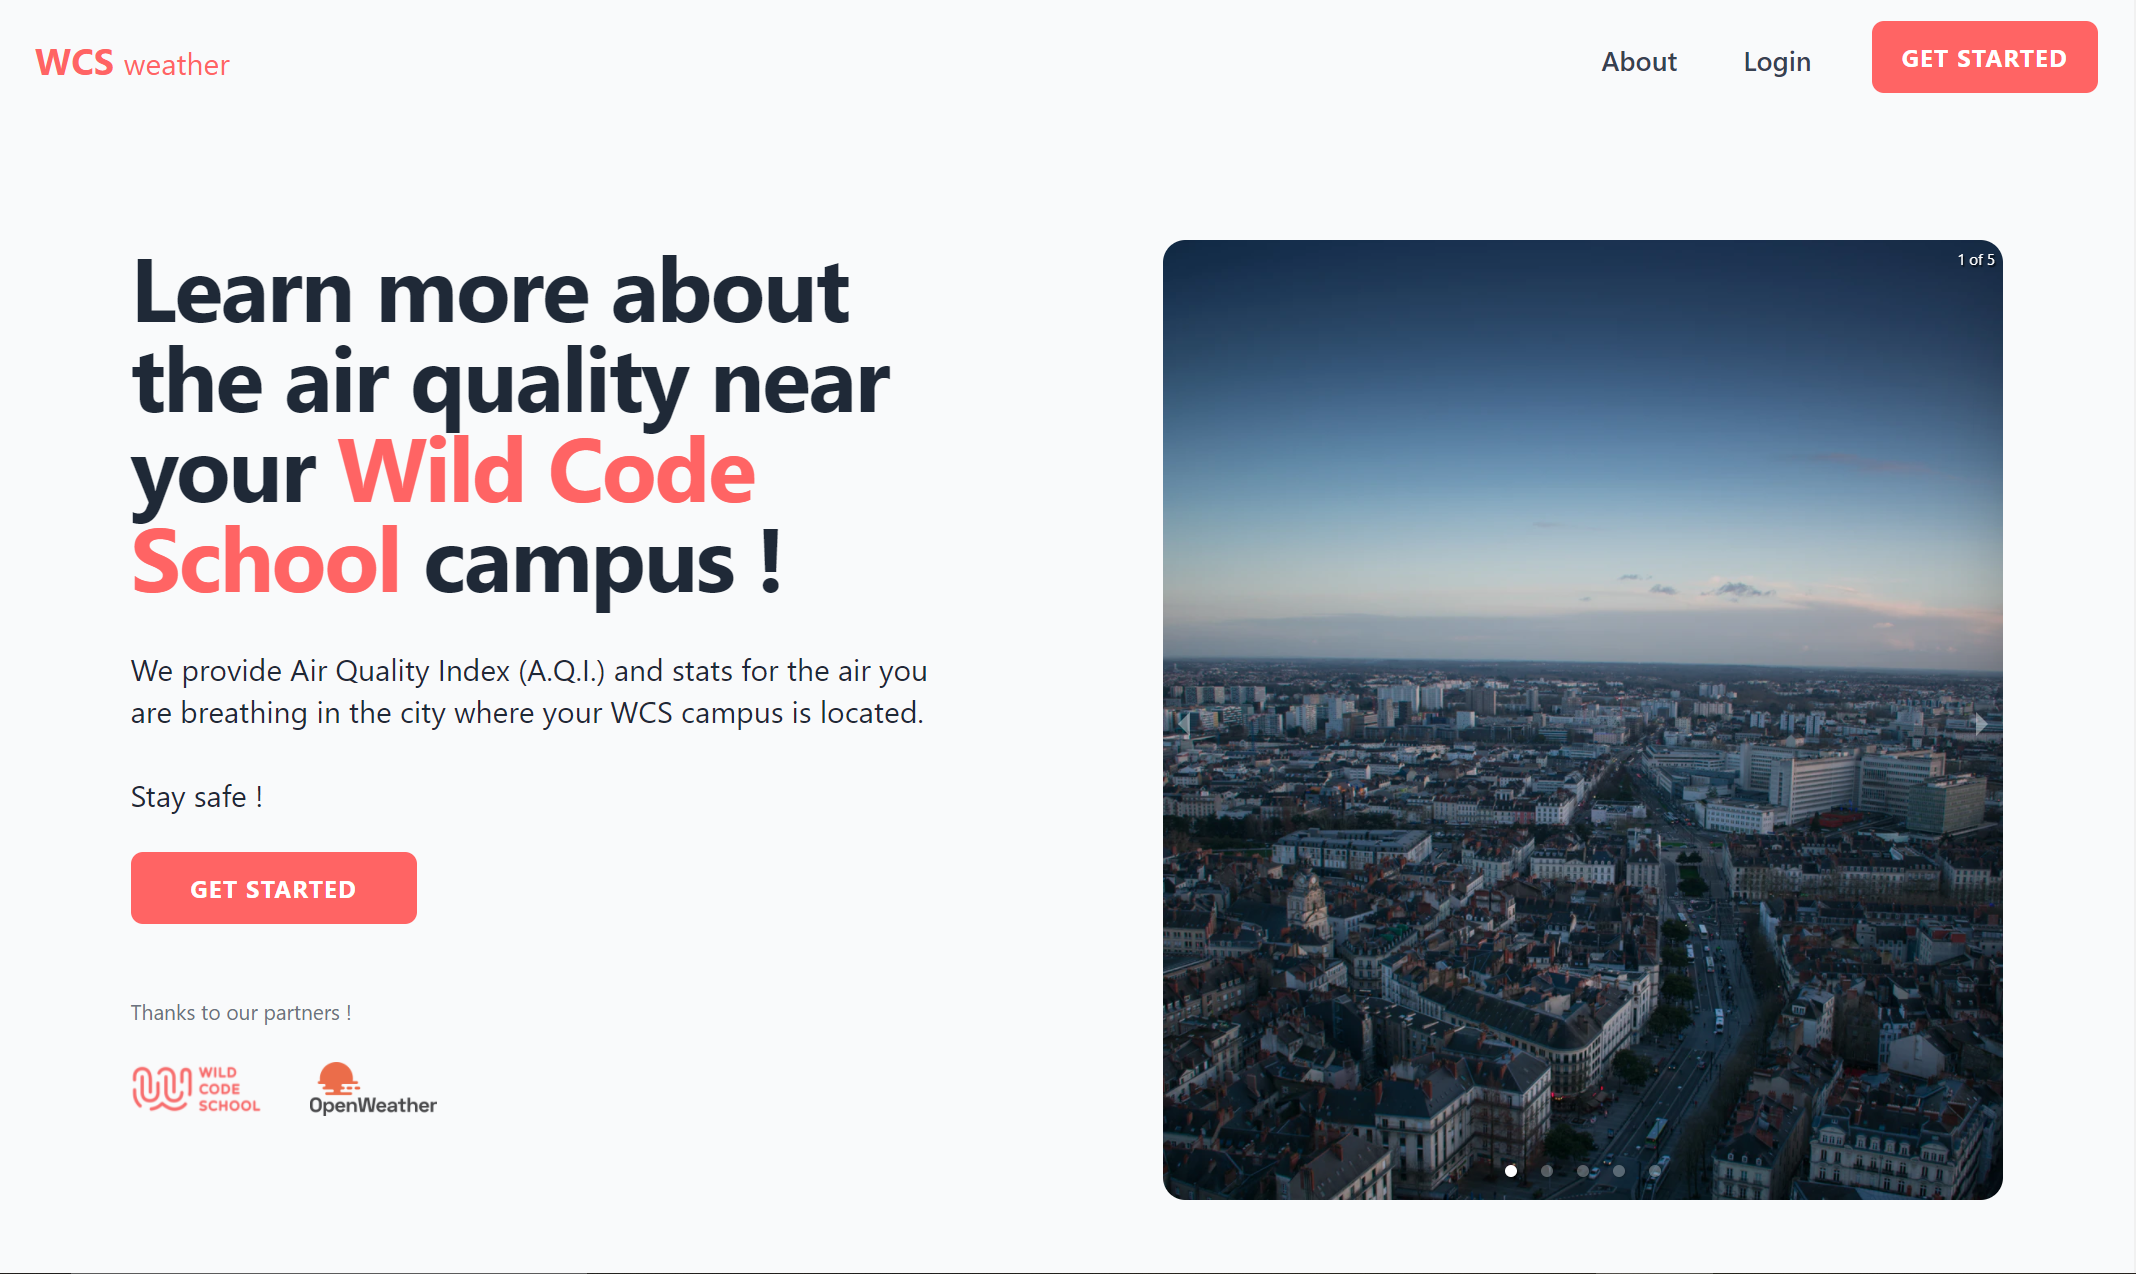 WCS weather
About
Login
GET STARTED
Learn more about
the air quality near
your Wild Code
School campus !
We provide Air Quality Index (A.Q.I.) and stats for the air you
are breathing in the city where your WCS campus is located.
Stay safe !
GET STARTED
Thanks to our partners !
WILD
CODE
SCHOOL
OpenWeather
1 of 5